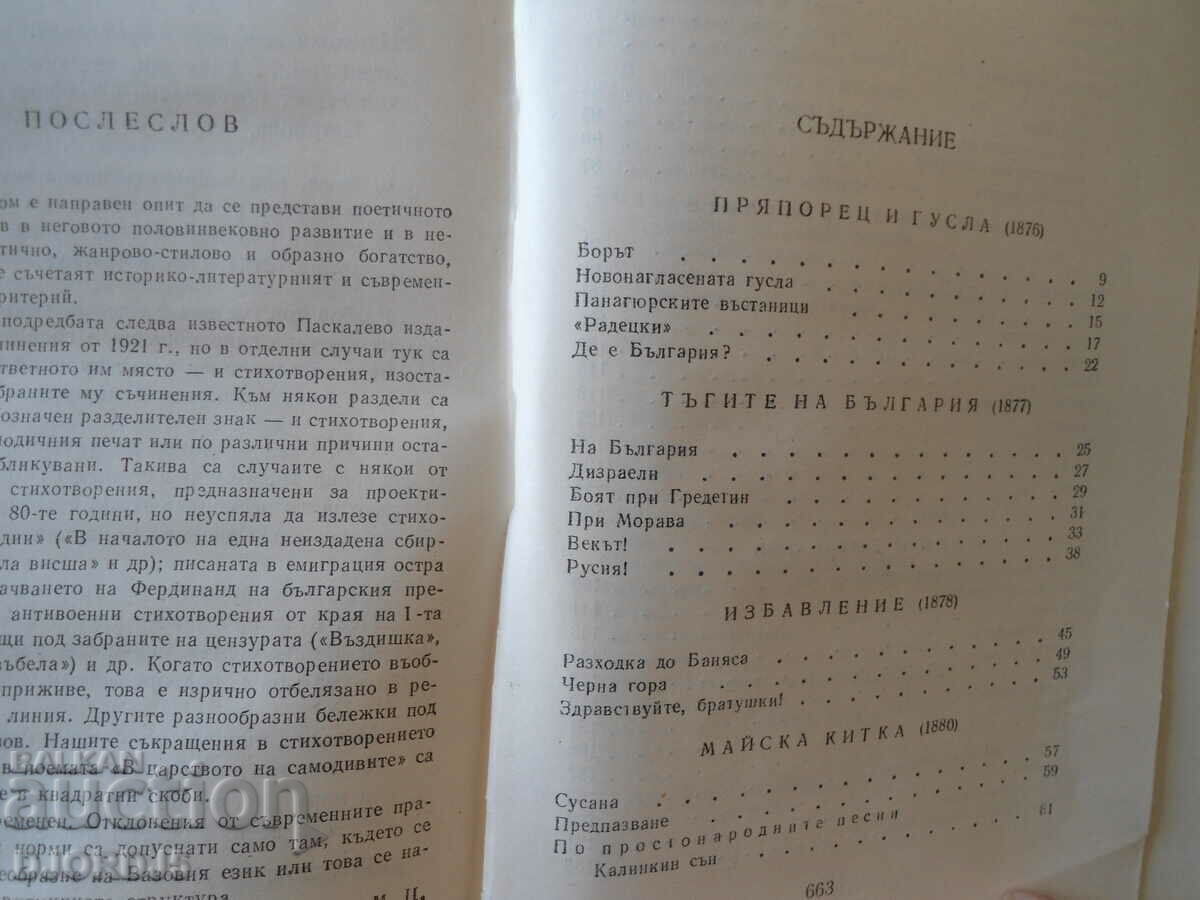 ПОСЛЕСЛОВ
ом е направен опит да се представи поетичното
в в неговото половинвековно развитие и в не-
тично, жанрово-стилово и образно богатство,
е съчетаят историко-литературният и съвремен-
ритерий.
подредбата следва известното Паскалево изда-
инения от 1921 г., но в отделни случаи тук са
тветното им място — и стихотворения, изоста-
браните му съчинения. Към някои раздели са
означен разделителен знак — и стихотворения,
одичния печат или по различни причини оста-
бликувани. Такива са случаите с някои от
стихотворения, предназначени за проекти-
80-те години, но неуспяла да излезе стихо-
дии» («В началото на една неиздадена сбир-
ла висша» и др); писаната в емиграция остра
ачването на Фердинанд на българския пре-
антивоенни стихотворения от края на I-та
щи под забраните на цензурата («Въздишка»,
ъбела») и др. Когато стихотворението въоб-
приживе, това е изрично отбелязано в ре-
линия. Другите разнообразни бележки под
ов. Нашите съкращения в стихотворението
в поемата «В царството на самодивите» са
е в квадратни скоби.
еменен. Отклонения от съвременните пра-
норми са допуснати само там, където се
еобразие на Вазовия език или това се на-
структура. М. Ц.
СЪДЪРЖАНИЕ
ПРЯПОРЕЦ И ГУСЛА (1876)
Борът . . . . . . . . . . . . 9
Новонагласената гусла . . . . . . . . 12
Панагюрските въстаници . . . . . . . . 15
«Радецки» . . . . . . . . . . . 17
Де е България? . . . . . . . . . . 22
ТЪГИТЕ НА БЪЛГАРИЯ (1877)
На България . . . . . . . . . . . 25
Дизраели . . . . . . . . . . . 27
Боят при Гредетин . . . . . . . . . 29
При Морава . . . . . . . . . . . 31
Векът! . . . . . . . . . . . . 33
Русия! . . . . . . . . . . . . 38
ИЗБАВЛЕНИЕ (1878)
Разходка до Баняса . . . . . . . . . 45
Черна гора . . . . . . . . . . . 49
Здравствуйте, братушки! . . . . . . . . 53
МАЙСКА КИТКА (1880)
Сусана . . . . . . . . . . . . 57
Предпазване . . . . . . . . . . . 59
По простонародните песни
Калинкин сън . . . . . . . . . . 61
663
BALKAN
auction
DJORDJ5